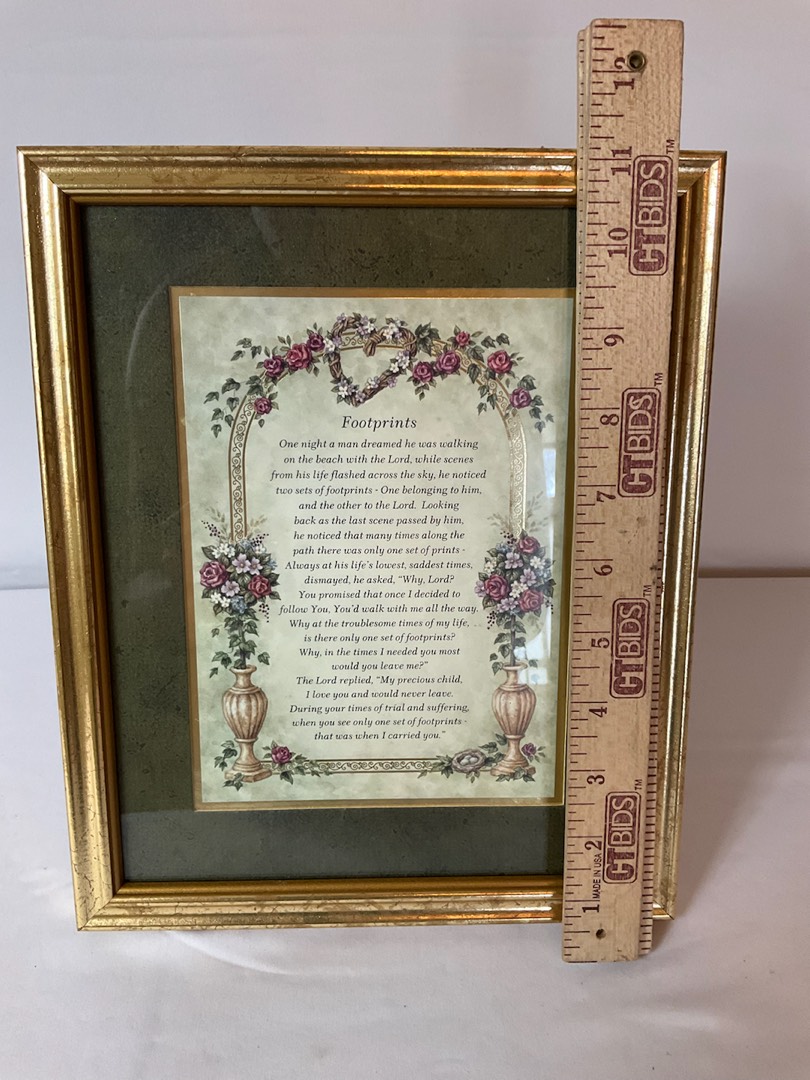 Footprints
One night a man dreamed he was walking
on the beach with the Lord, while scenes
from his life flashed across the sky, he noticed
two sets of footprints - One belonging to him,
and the other to the Lord. Looking
back as the last scene passed by him,
he noticed that many times along the
path there was only one set of prints -
Always at his life's lowest, saddest times,
dismayed, he asked, "Why, Lord?
You promised that once I decided to
follow You, You'd walk with me all the way.
Why at the troublesome times of my life,
is there only one set of footprints?
Why, in the times I needed you most
would you leave me?"
The Lord replied, "My precious child,
I love you and would never leave.
During your times of trial and suffering,
when you see only one set of footprints -
that was when I carried you."
1
2
3
4
5
6
7
8
9
10
11
12
MADE IN USA
CTBIDS™
CTBIDS™
CTBIDS™
CTBIDS™